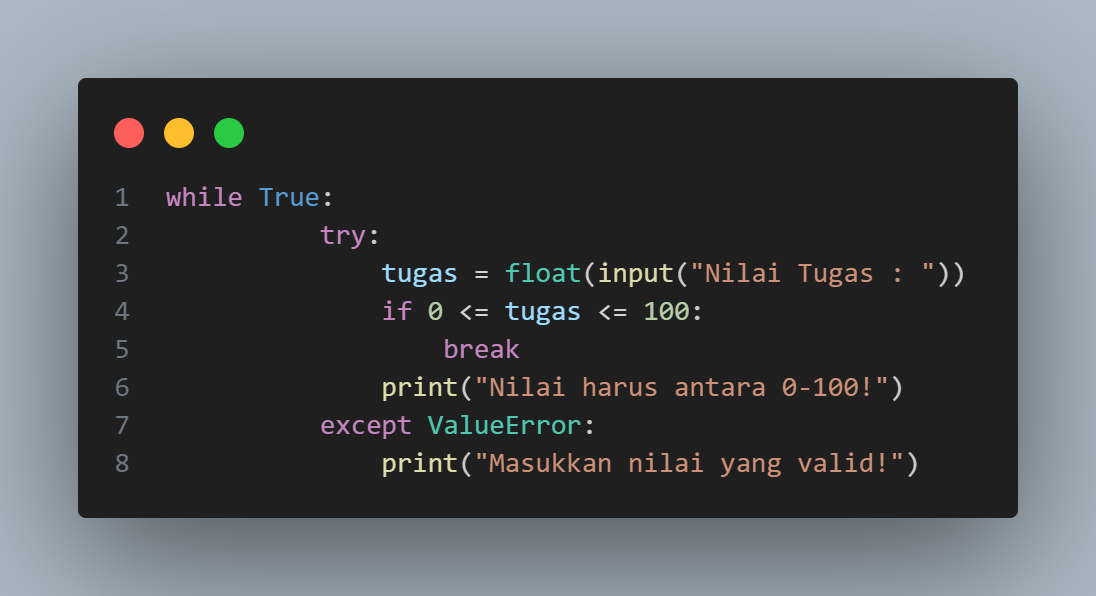 1 while True:
2           try:
3               tugas = float(input("Nilai Tugas : "))
4               if 0 <= tugas <= 100:
5                   break
6               print("Nilai harus antara 0-100!")
7           except ValueError:
8               print("Masukkan nilai yang valid!")